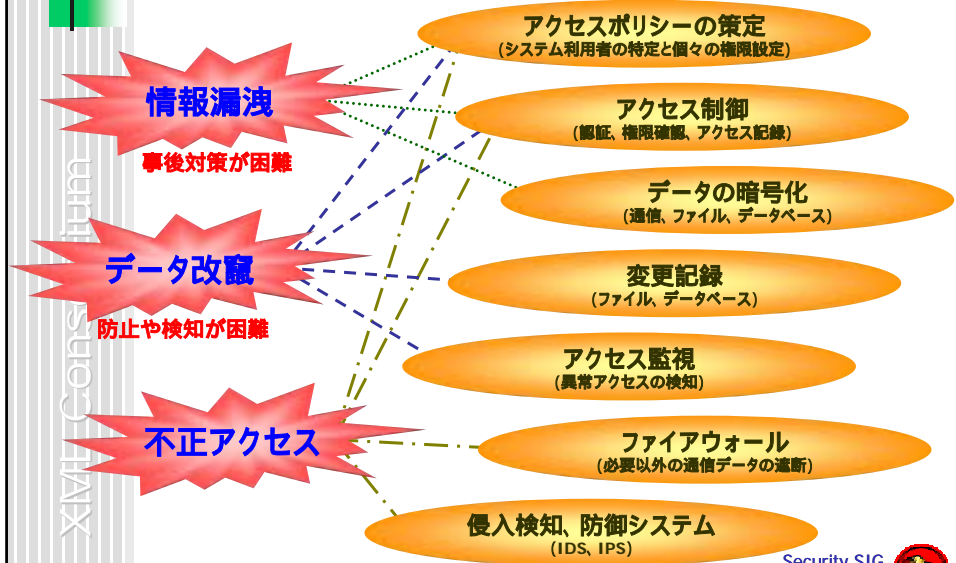 アクセスポリシーの策定
(システム利用者の特定と個々の権限設定)
情報漏洩
事後対策が困難
アクセス制御
(認証、権限確認、アクセス記録)
データの暗号化
(通信、ファイル、データベース)
データ改竄
防止や検知が困難
変更記録
(ファイル、データベース)
アクセス監視
(異常アクセスの検知)
不正アクセス
ファイアウォール
(必要以外の通信データの遮断)
侵入検知、防御システム
(IDS、IPS)
XML Cons tium
Security SIG